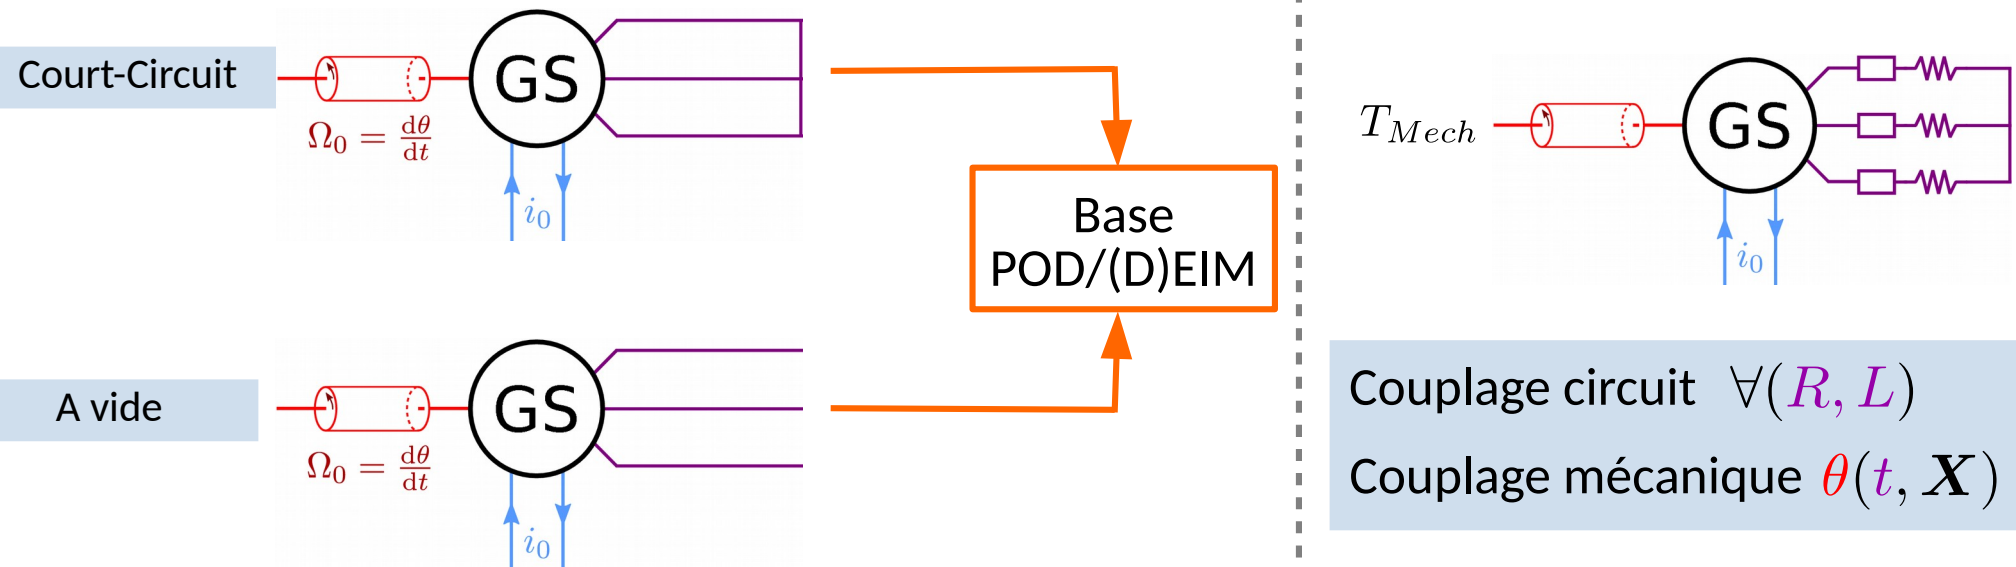 Court-Circuit
GS
Ω₀ = dθ/dt
i₀
A vide
GS
Ω₀ = dθ/dt
i₀
Base
POD/(D)EIM
T_Mech
GS
i₀
Couplage circuit ∀(R, L)
Couplage mécanique θ(t, X)